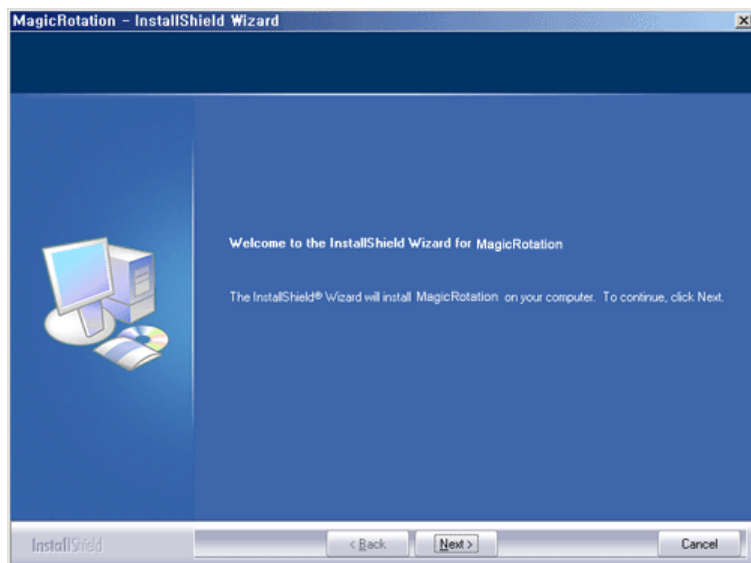 MagicRotation - InstallShield Wizard
Welcome to the InstallShield Wizard for MagicRotation
The InstallShield® Wizard will install MagicRotation on your computer. To continue, click Next.
InstallShield
< Back
Next >
Cancel